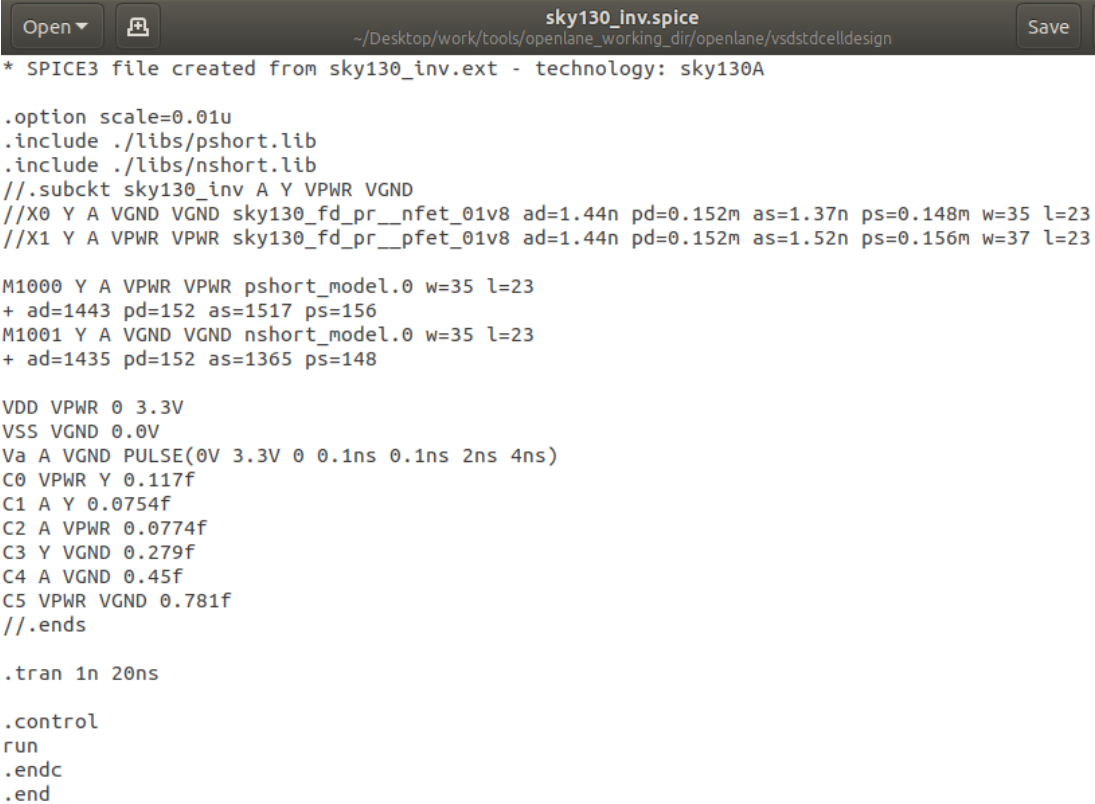 Open
sky130_inv.spice
~/Desktop/work/tools/openlane_working_dir/openlane/vsdstdcelldesign
Save
* SPICE3 file created from sky130_inv.ext - technology: sky130A

.option scale=0.01u
.include ./libs/pshort.lib
.include ./libs/nshort.lib
//.subckt sky130_inv A Y VPWR VGND
//X0 Y A VGND VGND sky130_fd_pr__nfet_01v8 ad=1.44n pd=0.152m as=1.37n ps=0.148m w=35 l=23
//X1 Y A VPWR VPWR sky130_fd_pr__pfet_01v8 ad=1.44n pd=0.152m as=1.52n ps=0.156m w=37 l=23

M1000 Y A VPWR VPWR pshort_model.0 w=35 l=23
+ ad=1443 pd=152 as=1517 ps=156
M1001 Y A VGND VGND nshort_model.0 w=35 l=23
+ ad=1435 pd=152 as=1365 ps=148

VDD VPWR 0 3.3V
VSS VGND 0.0V
Va A VGND PULSE(0V 3.3V 0 0.1ns 0.1ns 2ns 4ns)
C0 VPWR Y 0.117f
C1 A Y 0.0754f
C2 A VPWR 0.0774f
C3 Y VGND 0.279f
C4 A VGND 0.45f
C5 VPWR VGND 0.781f
//.ends

.tran 1n 20ns

.control
run
.endc
.end